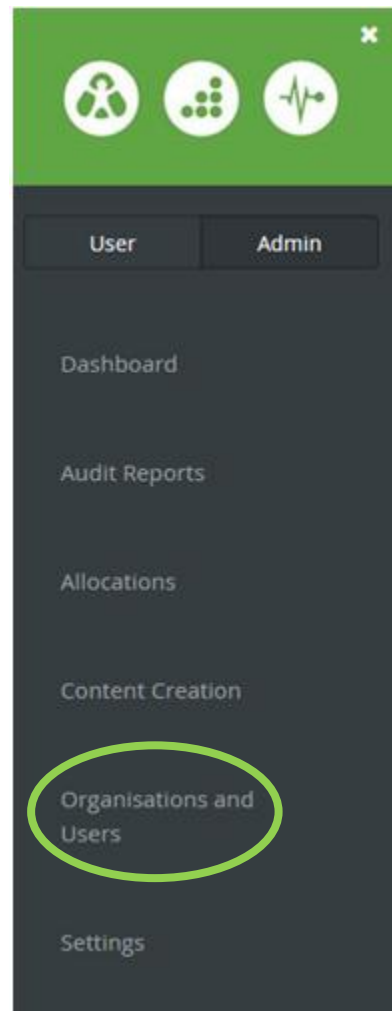 User Admin
Dashboard
Audit Reports
Allocations
Content Creation
Organisations and
Users
Settings